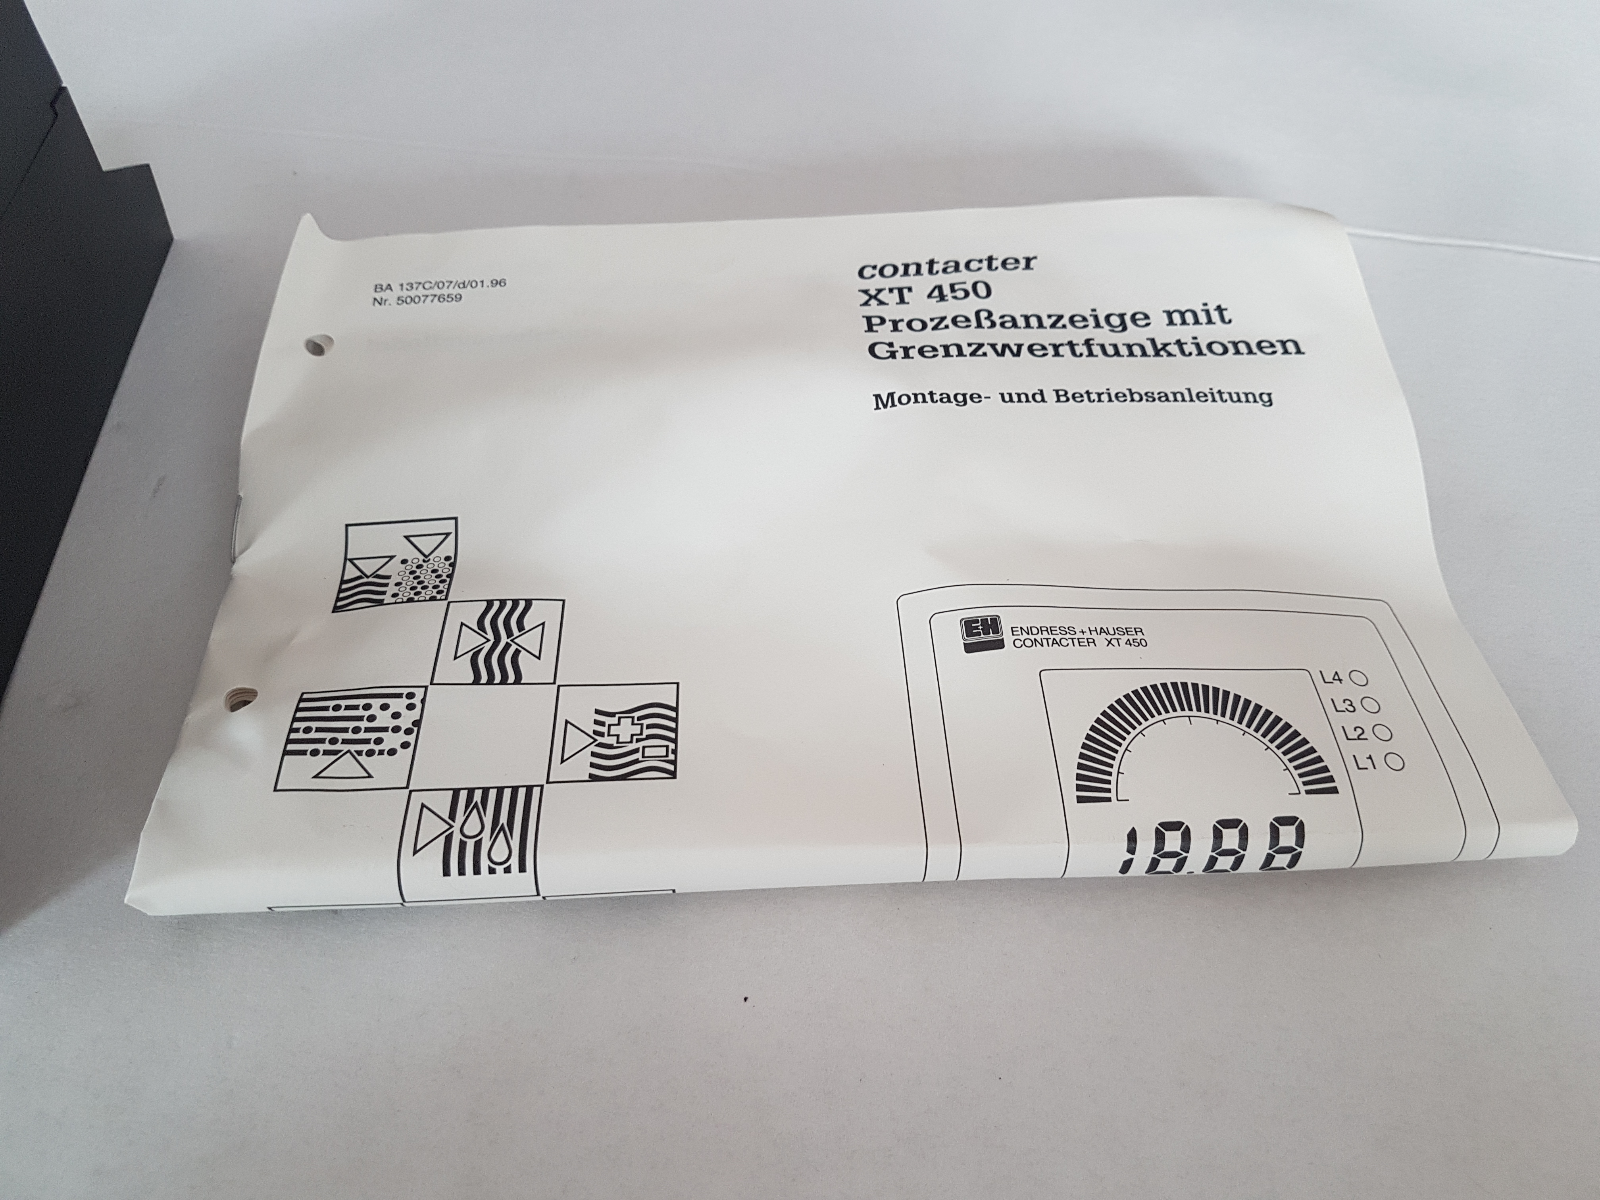 BA 137C/07/d/01.96
Nr. 50077659
contacter
XT 450
Prozeßanzeige mit
Grenzwertfunktionen
Montage- und Betriebsanleitung
E+H
ENDRESS+HAUSER
CONTACTER XT 450
L4
L3
L2
L1
18.88